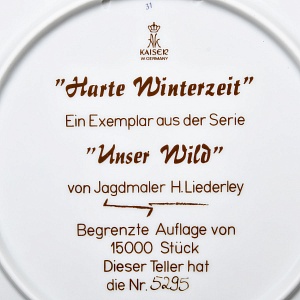 31
KAISER
W. GERMANY
"Harte Winterzeit"
Ein Exemplar aus der Serie
"Unser Wild"
von Jagdmaler H. Liederley
Begrenzte Auflage von
15000 Stück
Dieser Teller hat
die Nr. 5295